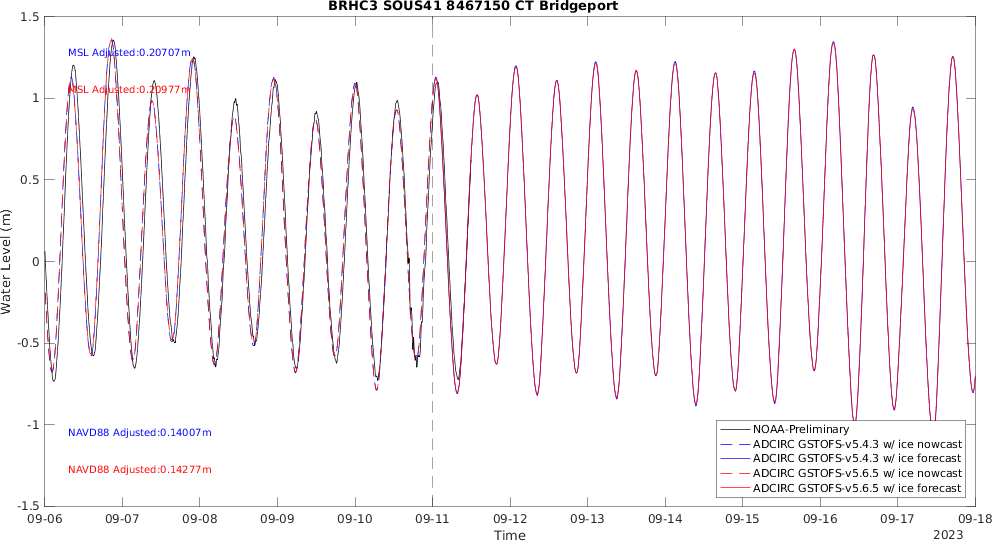 BRHC3 SOUS41 8467150 CT Bridgeport
1.5
1
0.5
0
-0.5
-1
-1.5
Water Level (m)
MSL Adjusted:0.20707m
MSL Adjusted:0.20977m
NAVD88 Adjusted:0.14007m
NAVD88 Adjusted:0.14277m
NOAA-Preliminary
ADCIRC GSTOFS-v5.4.3 w/ ice nowcast
ADCIRC GSTOFS-v5.4.3 w/ ice forecast
ADCIRC GSTOFS-v5.6.5 w/ ice nowcast
ADCIRC GSTOFS-v5.6.5 w/ ice forecast
09-06 09-07 09-08 09-09 09-10 09-11 09-12 09-13 09-14 09-15 09-16 09-17 09-18
Time
2023